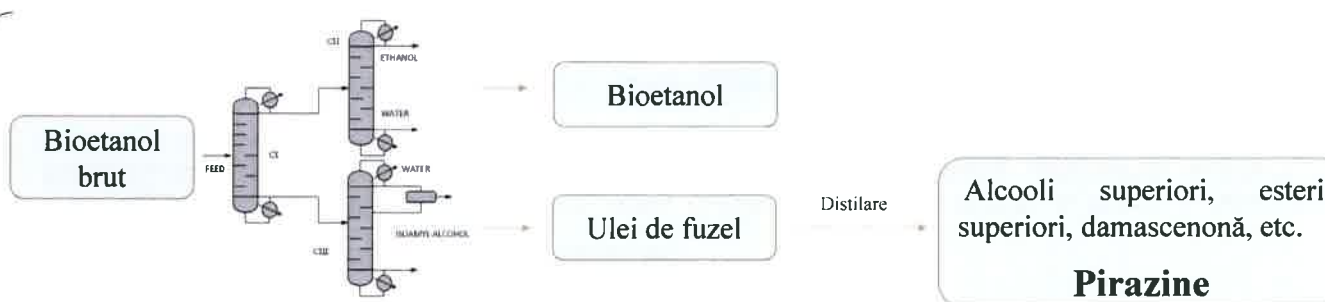 Bioetanol
brut
FEED
CI
CII
ETHANOL
WATER
WATER
ISOAMYL ALCOHOL
CIII
Bioetanol
Ulei de fuzel
Distilare
Alcooli superiori, esteri
superiori, damascenonă, etc.
Pirazine